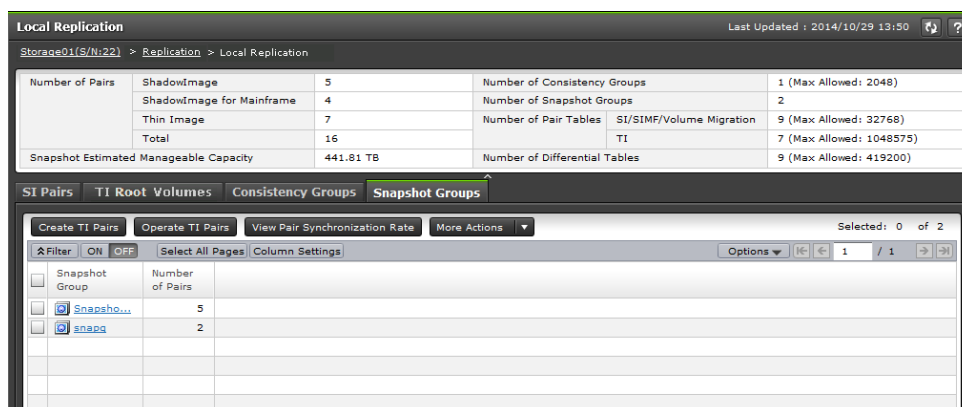 Local Replication Last Updated : 2014/10/29 13:50 ?
Storage01(S/N:22) > Replication > Local Replication
Number of Pairs ShadowImage 5 Number of Consistency Groups 1 (Max Allowed: 2048)
ShadowImage for Mainframe 4 Number of Snapshot Groups 2
Thin Image 7 Number of Pair Tables SI/SIMF/Volume Migration 9 (Max Allowed: 32768)
Total 16 TI 7 (Max Allowed: 1048575)
Snapshot Estimated Manageable Capacity 441.81 TB Number of Differential Tables 9 (Max Allowed: 419200)
SI Pairs TI Root Volumes Consistency Groups Snapshot Groups
Create TI Pairs Operate TI Pairs View Pair Synchronization Rate More Actions Selected: 0 of 2
Filter ON OFF Select All Pages Column Settings Options 1 / 1
Snapshot Number
Group of Pairs
Snapsho... 5
snapg 2